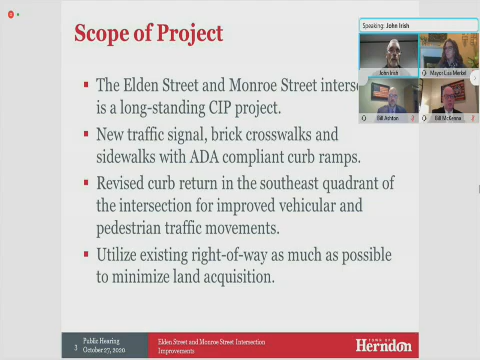 Scope of Project
Speaking: John Irish
John Irish
Mayor Lisa Merkel
Bill Ashton
Bill McKenna
The Elden Street and Monroe Street inters
is a long-standing CIP project.
New traffic signal, brick crosswalks and
sidewalks with ADA compliant curb ramps.
Revised curb return in the southeast quadrant of
the intersection for improved vehicular and
pedestrian traffic movements.
Utilize existing right-of-way as much as possible
to minimize land acquisition.
3
Public Hearing
October 27, 2020
Elden Street and Monroe Street Intersection
Improvements
TOWN OF
Herndon